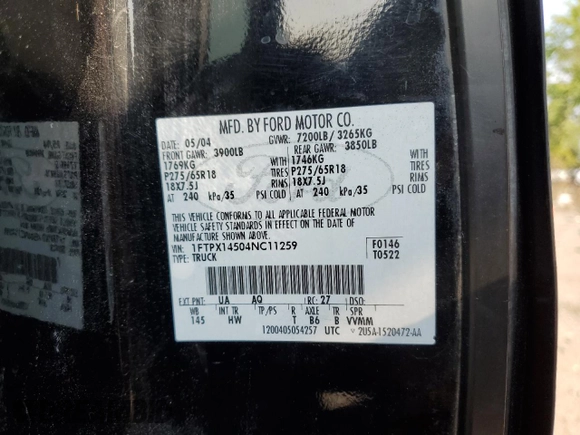 MFD. BY FORD MOTOR CO.
DATE: 05/04 GVWR: 7200LB/ 3265KG
FRONT GAWR: 3900LB REAR GAWR: 3850LB
1769KG 1746KG
P275/65R18 TIRES P275/65R18 TIRES
18X7.5J RINS 18X7.5J RINS
AT 240 kPa/35 PSI COLD AT 240 kPa/35 PSI COLD
THIS VEHICLE CONFORMS TO ALL APPLICABLE FEDERAL MOTOR
VEHICLE SAFETY STANDARDS IN EFFECT ON THE DATE OF
MANUFACTURE SHOWN ABOVE.
VIN: 1FTPX14504NC11259 F0146
TYPE: TRUCK T0522
EXT PNT: UA AQ RC: 27 DSO:
WB INT TR TP/PS R AXLE TR SPR
145 HW T B6 B VVMM
1200405054257 UTC 2U5A-1520472-AA
Ford